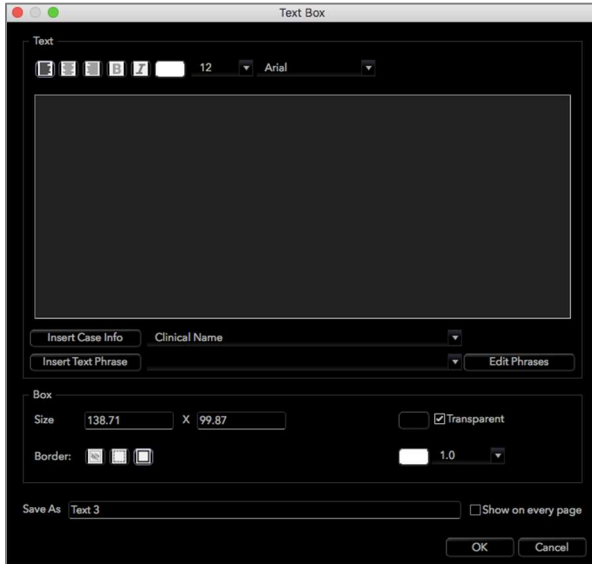 Text Box
Text
B I 12 Arial
Insert Case Info Clinical Name
Insert Text Phrase Edit Phrases
Box
Size 138.71 X 99.87 Transparent
Border: 1.0
Save As Text 3 Show on every page
OK Cancel